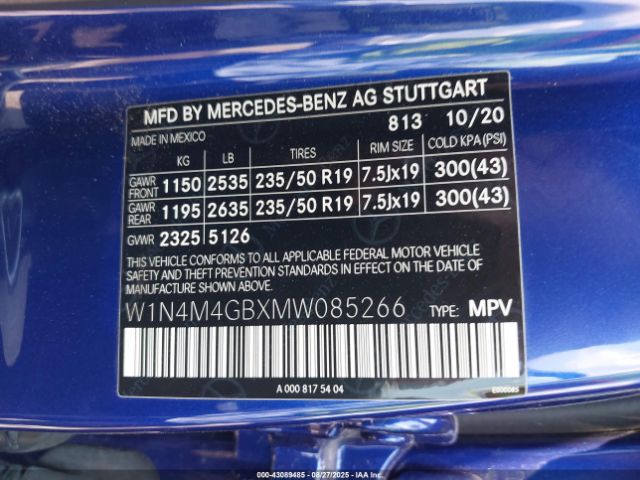 MFD BY MERCEDES-BENZ AG STUTTGART
MADE IN MEXICO 813 10/20
KG LB TIRES RIM SIZE COLD KPA (PSI)
GAWR FRONT 1150 2535 235/50 R19 7.5Jx19 300(43)
GAWR REAR 1195 2635 235/50 R19 7.5Jx19 300(43)
GVWR 2325 5126
THIS VEHICLE CONFORMS TO ALL APPLICABLE FEDERAL MOTOR VEHICLE
SAFETY AND THEFT PREVENTION STANDARDS IN EFFECT ON THE DATE
OF MANUFACTURE SHOWN ABOVE.
W1N4M4GBXMW085266 TYPE: MPV
A 000 817 54 04 E000085
000-43089485 - 08/27/2025 - IAA Inc.